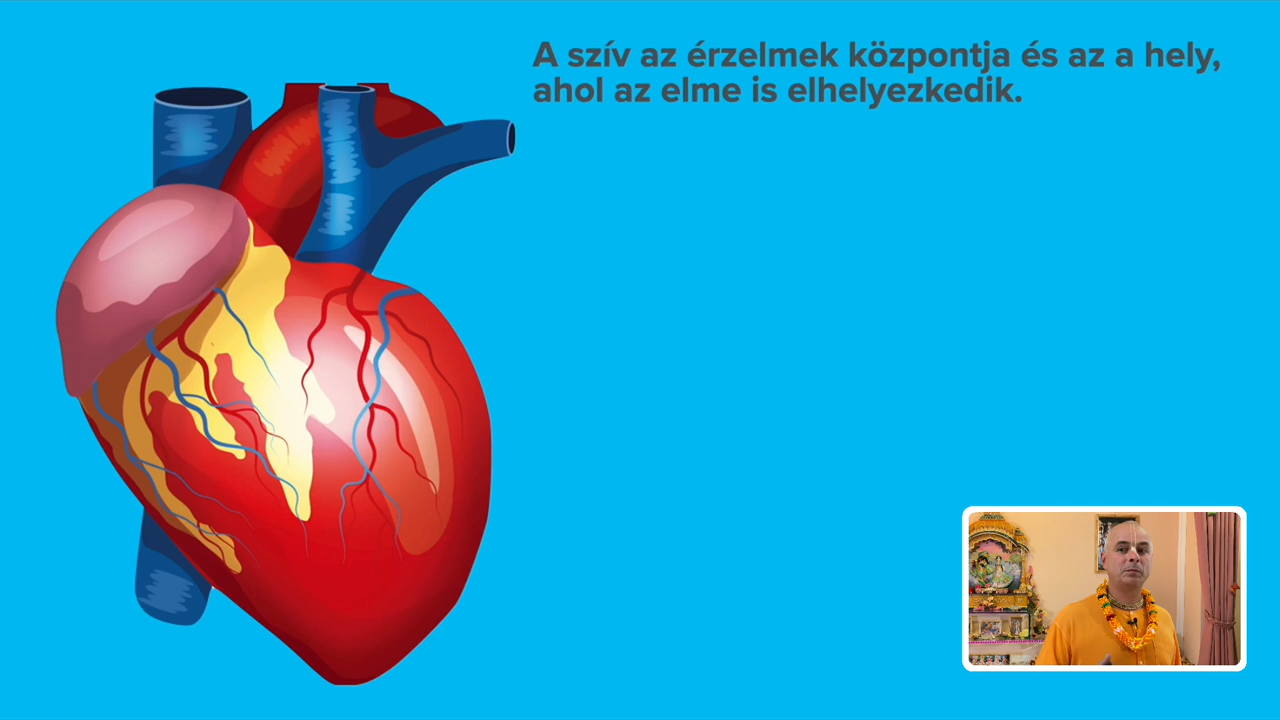 A szív az érzelmek központja és az a hely,
ahol az elme is elhelyezkedik.